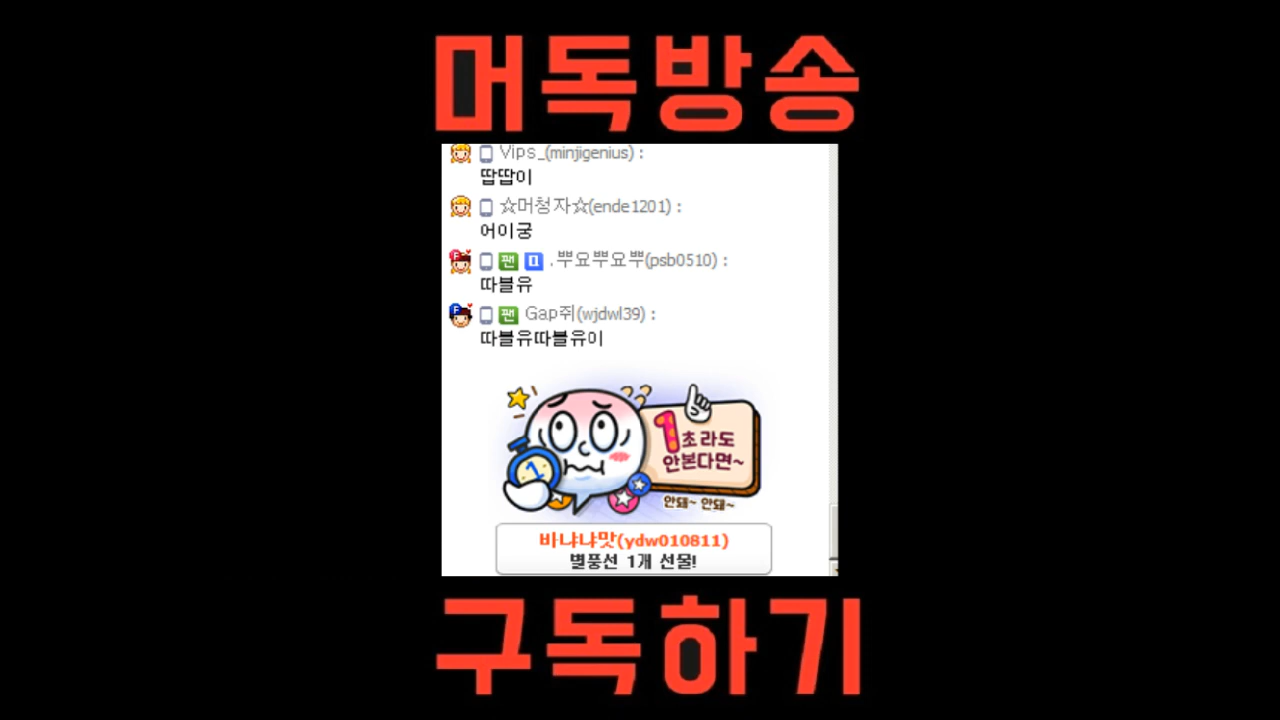 머독방송
Vips_(minjigenius) :
땁땁이
☆머청자☆(ende1201) :
어이궁
팬 .뿌요뿌요뿌(psb0510) :
따블유
팬 Gap쥐(wjdwl39) :
따블유따블유이
1초라도
안본다면~
안돼~ 안돼~
바냐냐맛(ydw010811)
별풍선 1개 선물!
구독하기